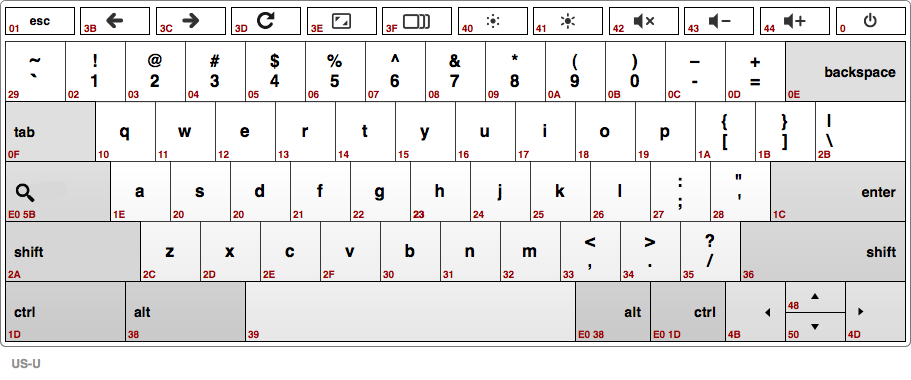 esc
01 3B 3C 3D 3E 3F 40 41 42 43 44 0
~ ! @ # $ % ^ & * ( ) – +
` 1 2 3 4 5 6 7 8 9 0 - = backspace
29 02 03 04 05 06 07 08 09 0A 0B 0C 0D 0E
{ } |
tab q w e r t y u i o p [ ] \
0F 10 11 12 13 14 15 16 17 18 19 1A 1B 2B
: "
a s d f g h j k l ; ' enter
E0 5B 1E 20 20 21 22 23 24 25 26 27 28 1C
< > ?
shift z x c v b n m , . / shift
2A 2C 2D 2E 2F 30 31 32 33 34 35 36
ctrl alt alt ctrl
48
1D 38 39 E0 38 E0 1D 4B 50 4D
US-U